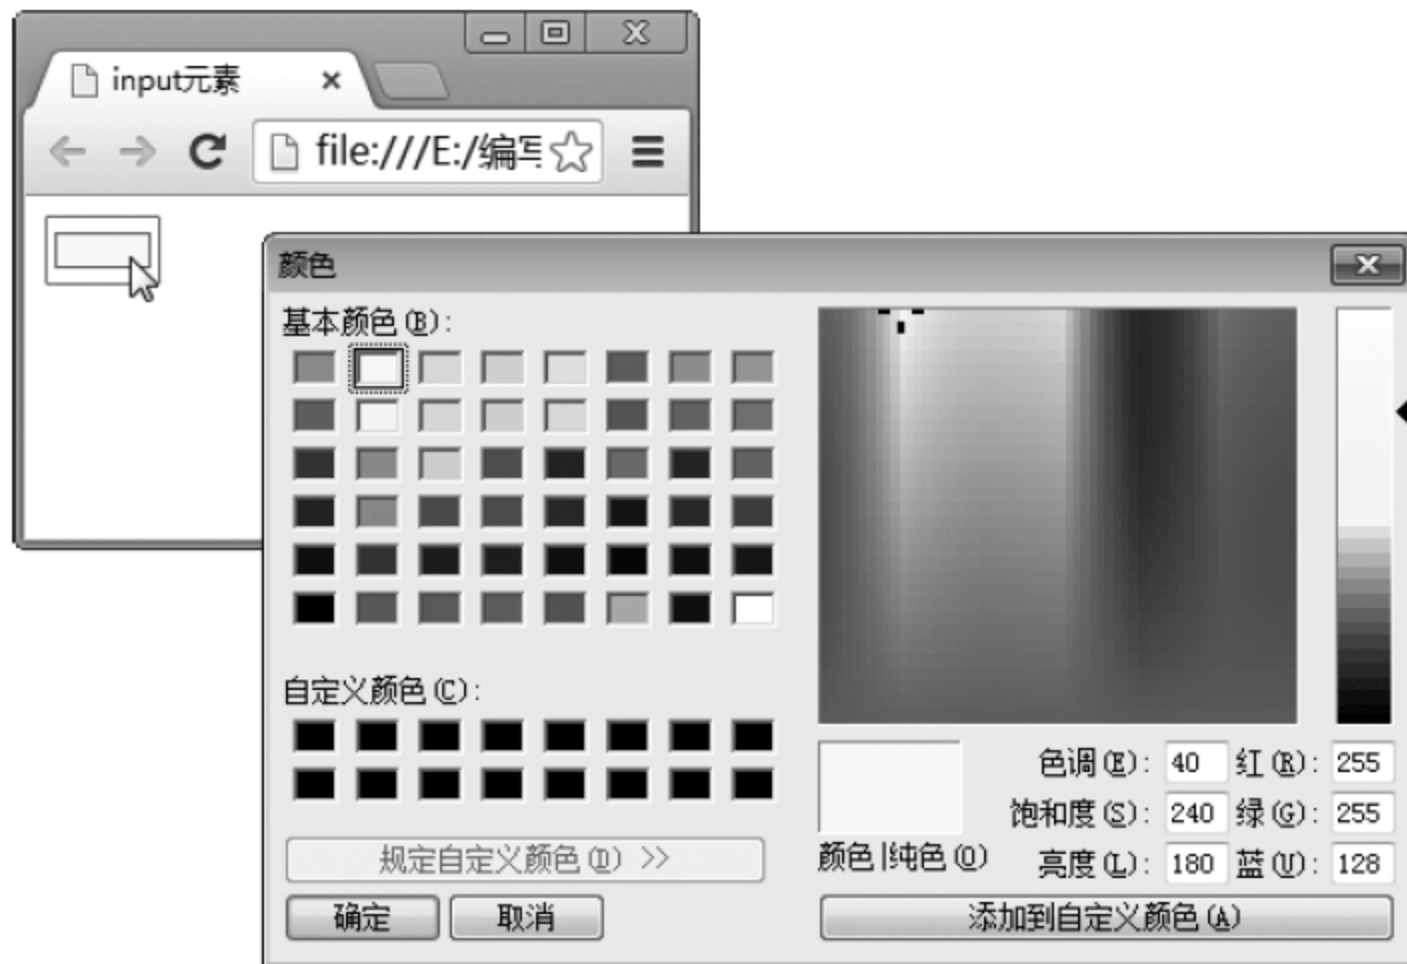 input元素
file:///E:/编写
颜色
基本颜色(B):
自定义颜色(C):
规定自定义颜色(D) >>
确定 取消
颜色|纯色(O)
色调(E): 40 红(R): 255
饱和度(S): 240 绿(G): 255
亮度(L): 180 蓝(U): 128
添加到自定义颜色(A)